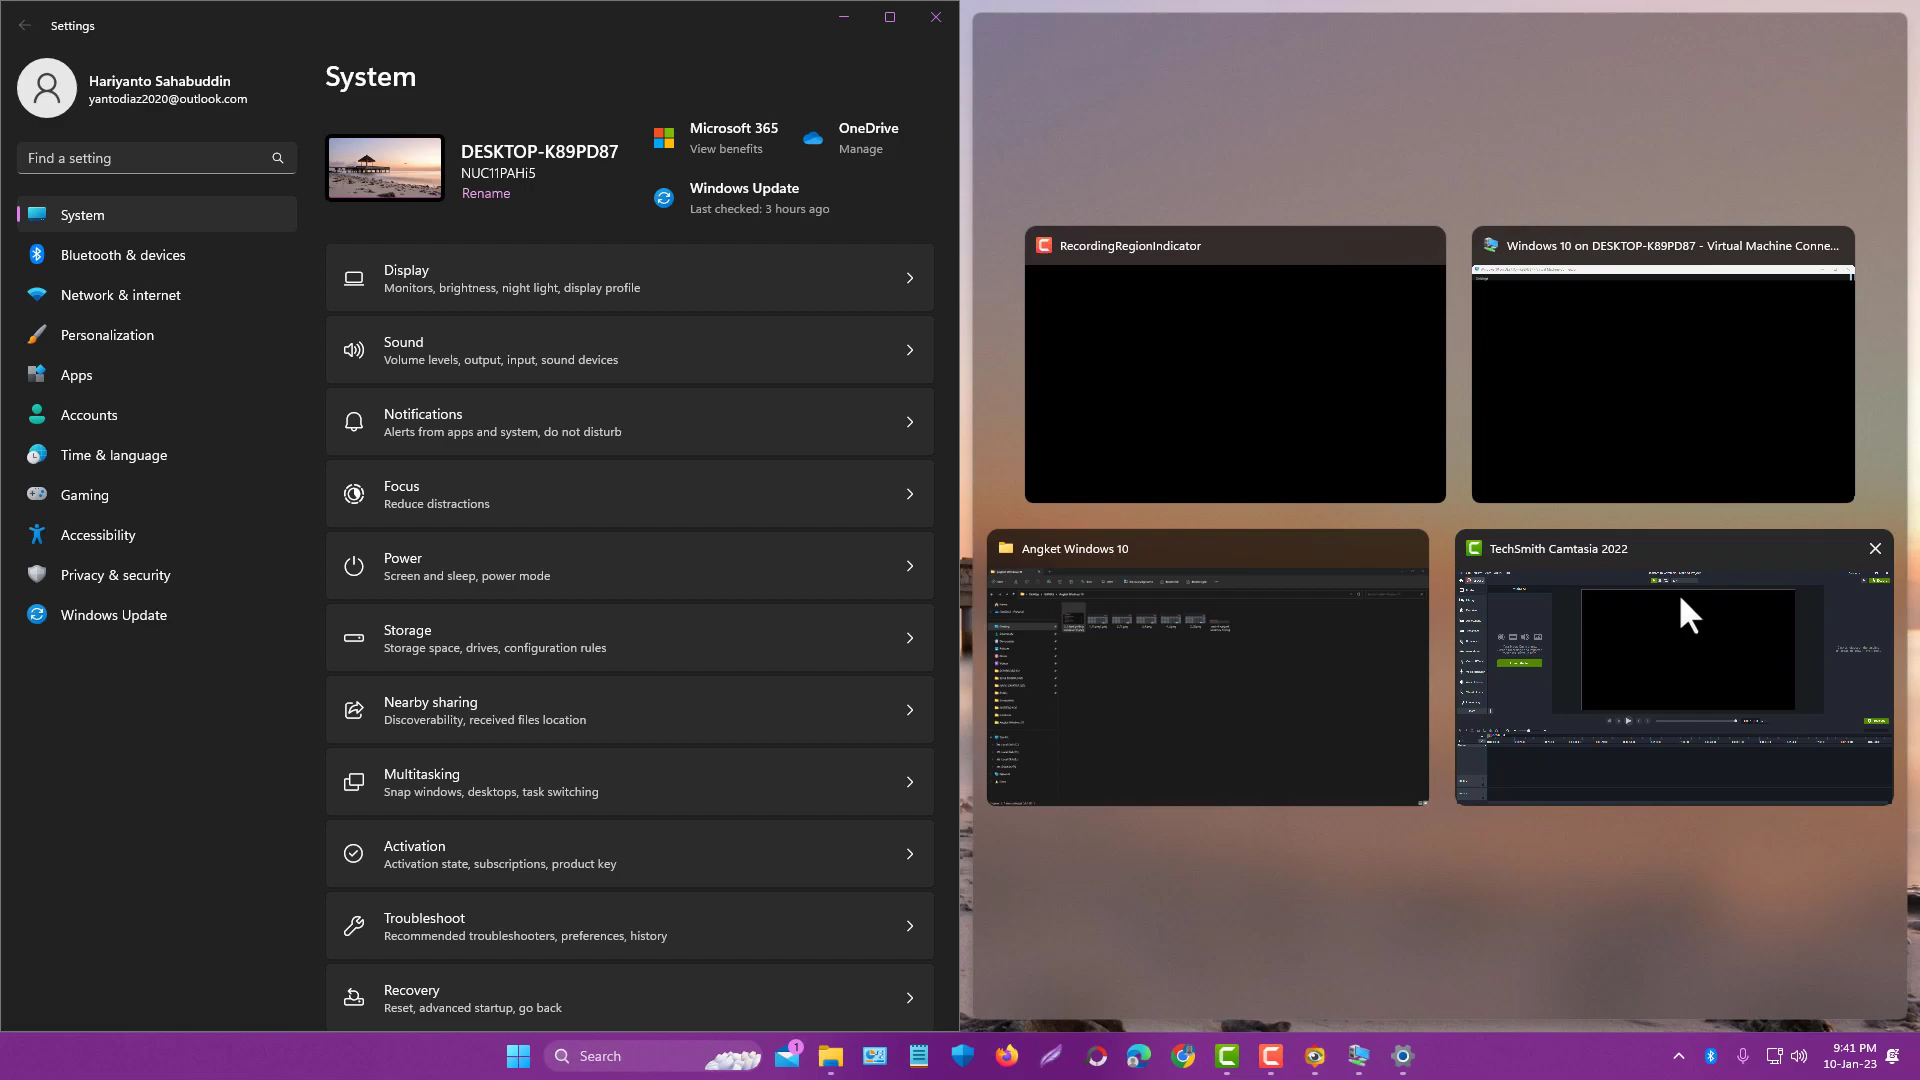 Settings
Hariyanto Sahabuddin
yantodiaz2020@outlook.com
Find a setting
System
Bluetooth & devices
Network & internet
Personalization
Apps
Accounts
Time & language
Gaming
Accessibility
Privacy & security
Windows Update
System
DESKTOP-K89PD87
NUC11PAHi5
Rename
Microsoft 365
View benefits
OneDrive
Manage
Windows Update
Last checked: 3 hours ago
Display
Monitors, brightness, night light, display profile
Sound
Volume levels, output, input, sound devices
Notifications
Alerts from apps and system, do not disturb
Focus
Reduce distractions
Power
Screen and sleep, power mode
Storage
Storage space, drives, configuration rules
Nearby sharing
Discoverability, received files location
Multitasking
Snap windows, desktops, task switching
Activation
Activation state, subscriptions, product key
Troubleshoot
Recommended troubleshooters, preferences, history
Recovery
Reset, advanced startup, go back
RecordingRegionIndicator
Windows 10 on DESKTOP-K89PD87 - Virtual Machine Conne...
Angket Windows 10
TechSmith Camtasia 2022
Search
1
9:41 PM
10-Jan-23